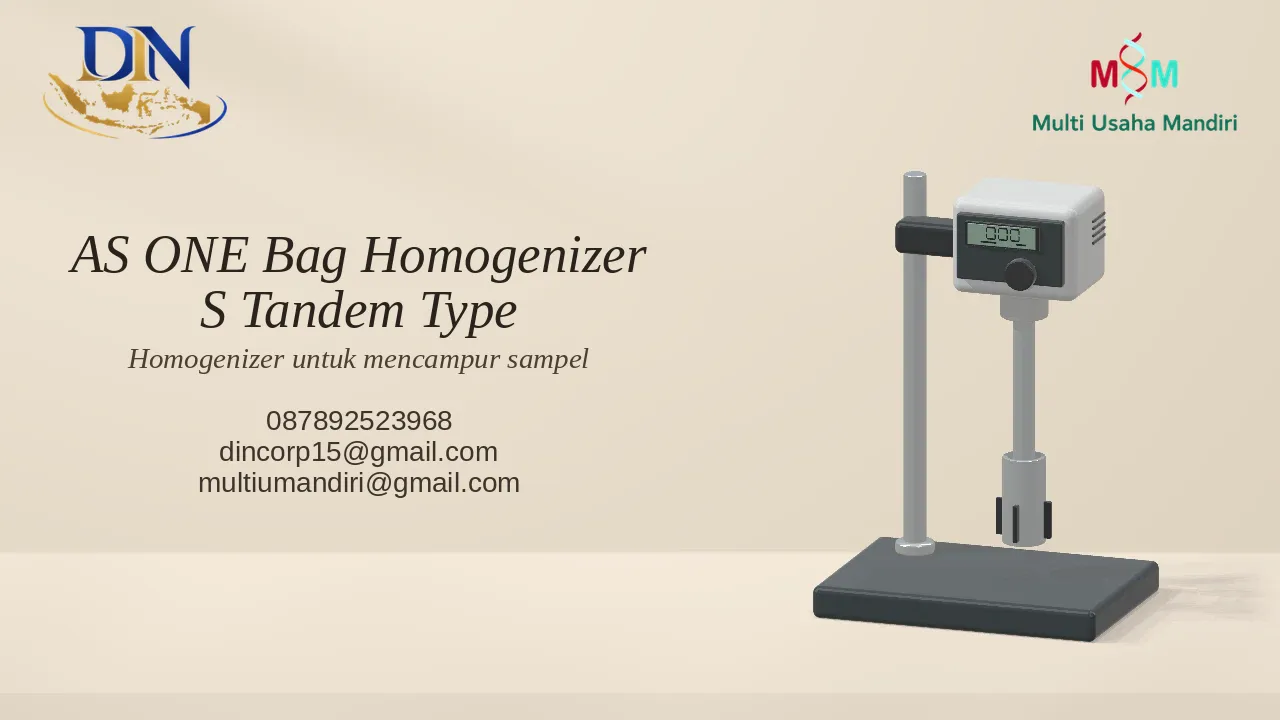 DIN
MSM
Multi Usaha Mandiri
AS ONE Bag Homogenizer
S Tandem Type
Homogenizer untuk mencampur sampel
087892523968
dincorp15@gmail.com
multiumandiri@gmail.com
000